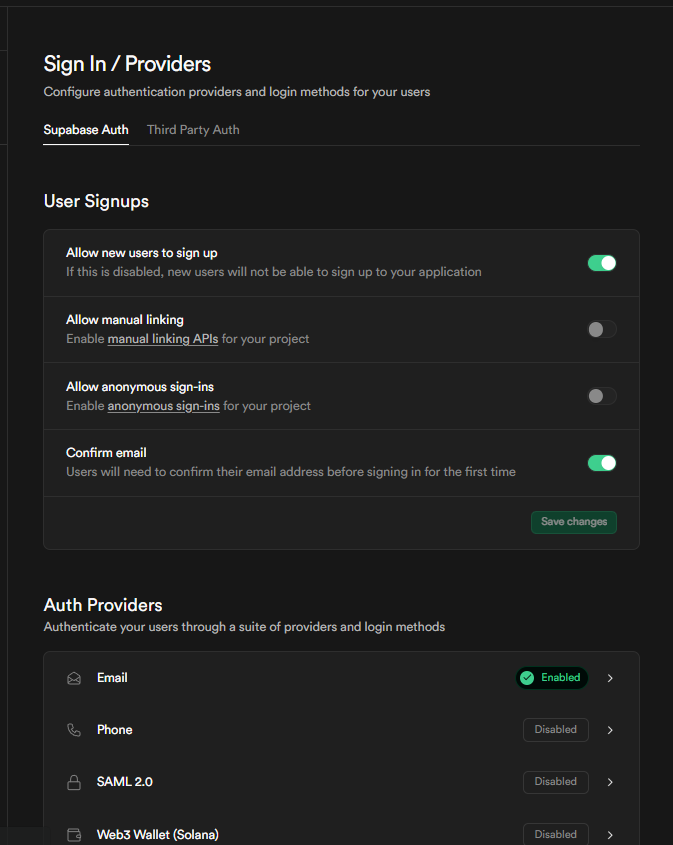 Sign In / Providers
Configure authentication providers and login methods for your users
Supabase Auth
Third Party Auth
User Signups
Allow new users to sign up
If this is disabled, new users will not be able to sign up to your application
Allow manual linking
Enable manual linking APIs for your project
Allow anonymous sign-ins
Enable anonymous sign-ins for your project
Confirm email
Users will need to confirm their email address before signing in for the first time
Save changes
Auth Providers
Authenticate your users through a suite of providers and login methods
Email
Enabled
Phone
Disabled
SAML 2.0
Disabled
Web3 Wallet (Solana)
Disabled